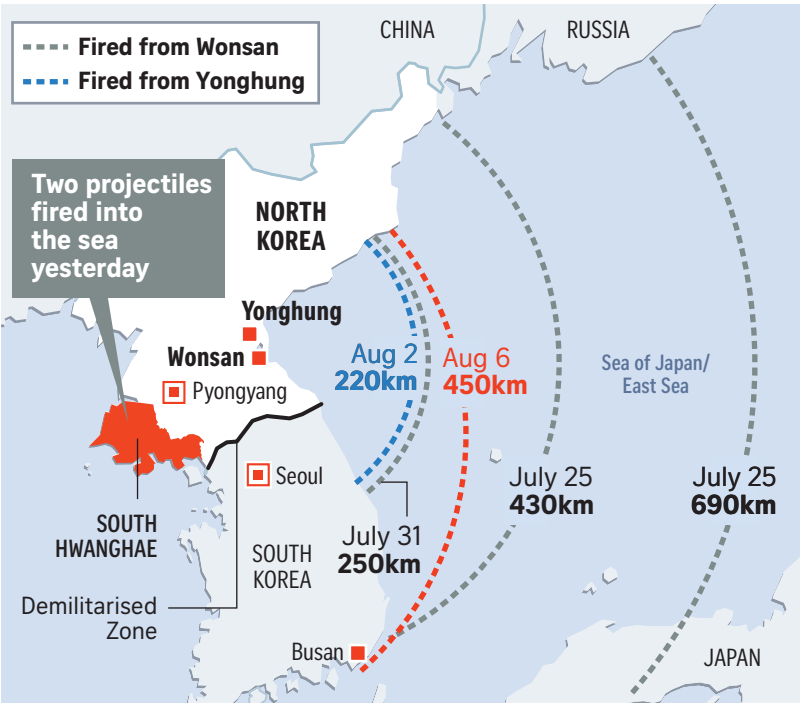 Fired from Wonsan
Fired from Yonghung
CHINA
RUSSIA
Two projectiles
fired into
the sea
yesterday
NORTH
KOREA
Yonghung
Wonsan
Pyongyang
Aug 2
220km
Aug 6
450km
Sea of Japan/
East Sea
Seoul
July 25
430km
July 25
690km
SOUTH
HWANGHAE
July 31
250km
SOUTH
KOREA
Demilitarised
Zone
Busan
JAPAN